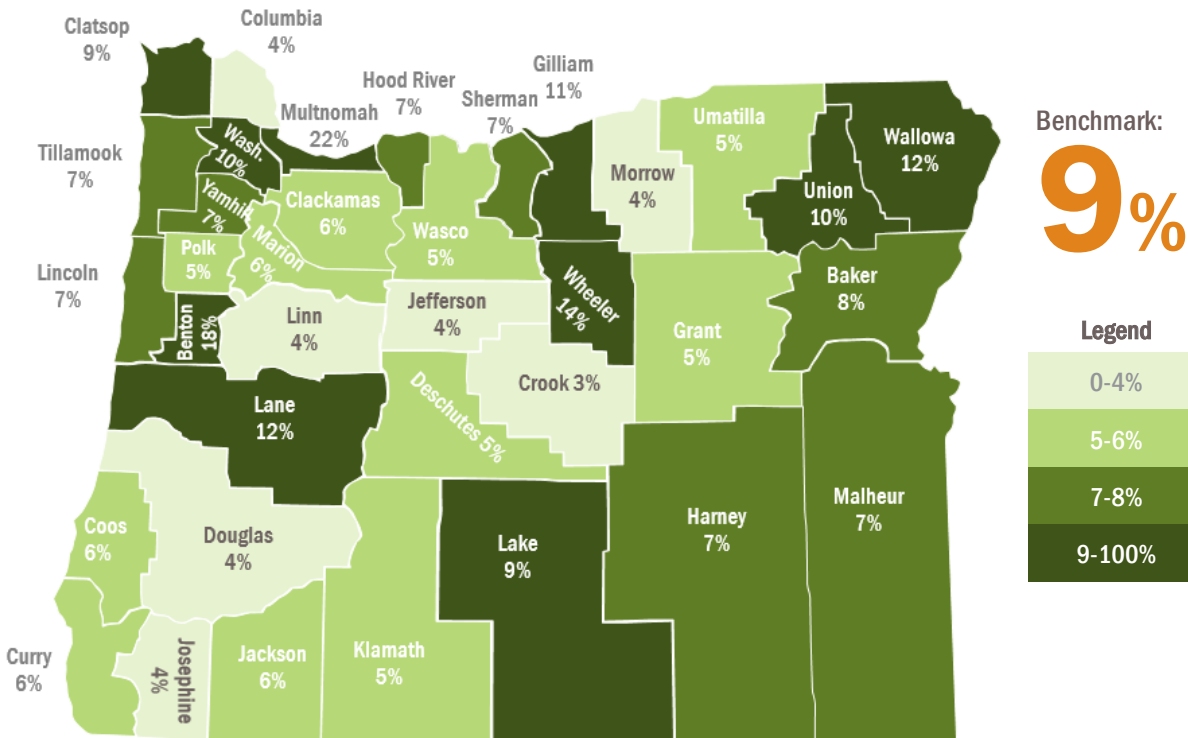 Columbia
4%
Clatsop
9%
Hood River
7%
Gilliam
11%
Sherman
7%
Multnomah
22%
Umatilla
5%
Wallowa
12%
Benchmark:
9%
Tillamook
7%
Wash.
10%
Morrow
4%
Union
10%
Yamhill
7%
Clackamas
6%
Wasco
5%
Marion
6%
Polk
5%
Lincoln
7%
Wheeler
14%
Baker
8%
Benton
18%
Linn
4%
Jefferson
4%
Grant
5%
Legend
0-4%
5-6%
7-8%
9-100%
Crook 3%
Deschutes 5%
Lane
12%
Malheur
7%
Coos
6%
Douglas
4%
Lake
9%
Harney
7%
Curry
6%
Josephine
4%
Jackson
6%
Klamath
5%